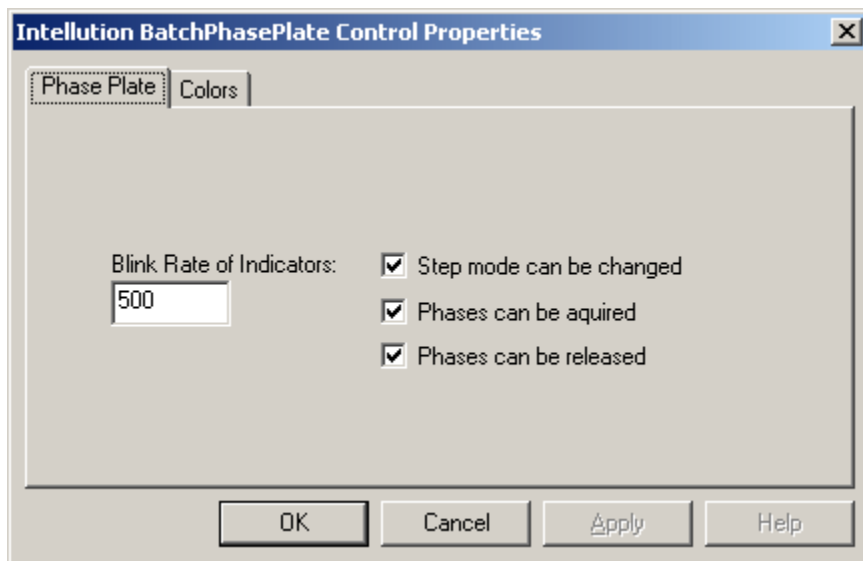 Intellution BatchPhasePlate Control Properties
Phase Plate
Colors
Blink Rate of Indicators:
500
Step mode can be changed
Phases can be aquired
Phases can be released
OK
Cancel
Apply
Help